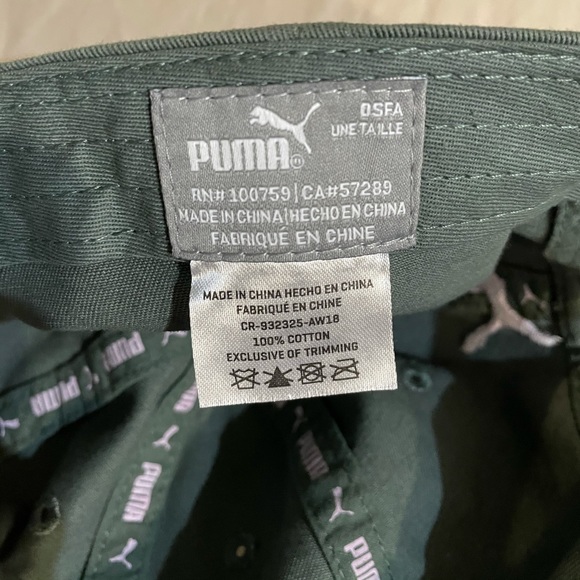 OSFA
UNE TAILLE
PUMA®
RN# 100759 | CA# 57289
MADE IN CHINA | HECHO EN CHINA
FABRIQUÉ EN CHINE
MADE IN CHINA HECHO EN CHINA
FABRIQUÉ EN CHINE
CR-932325-AW18
100% COTTON
EXCLUSIVE OF TRIMMING
PUMA
PUMA
PUMA
PUMA
PUMA